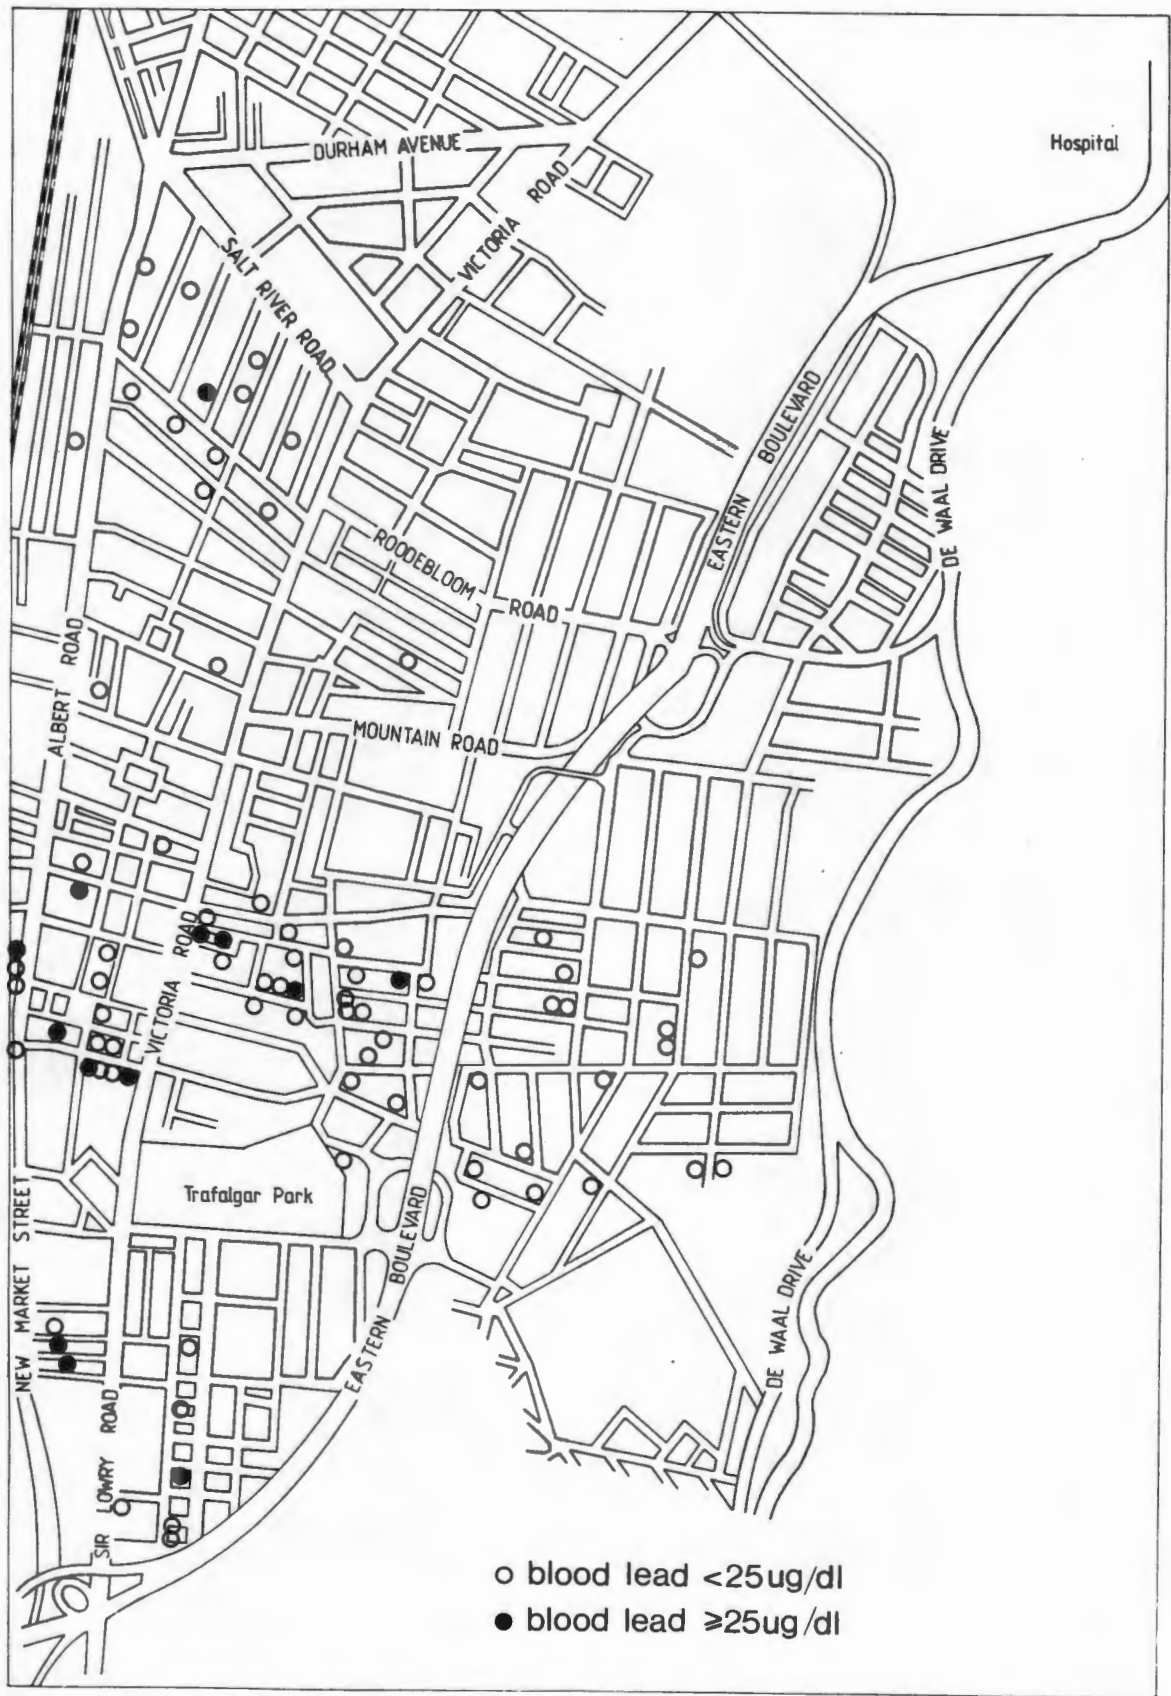 DURHAM AVENUE
Hospital
VICTORIA ROAD
SALT RIVER ROAD
EASTERN BOULEVARD
DE WAAL DRIVE
ROODEBLOOM ROAD
ALBERT ROAD
MOUNTAIN ROAD
VICTORIA ROAD
Trafalgar Park
NEW MARKET STREET
EASTERN BOULEVARD
DE WAAL DRIVE
SIR LOWRY ROAD
○ blood lead <25ug/dl
● blood lead ⩾25ug/dl